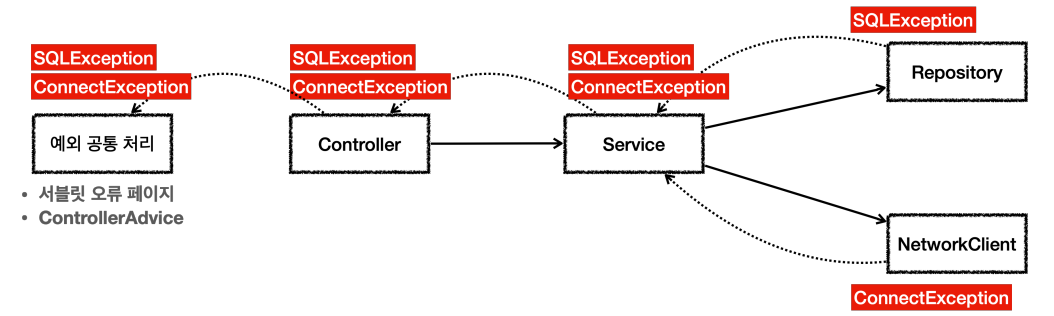 SQLException
SQLException
ConnectException
SQLException
ConnectException
SQLException
ConnectException
Repository
예외 공통 처리
Controller
Service
• 서블릿 오류 페이지
• ControllerAdvice
NetworkClient
ConnectException